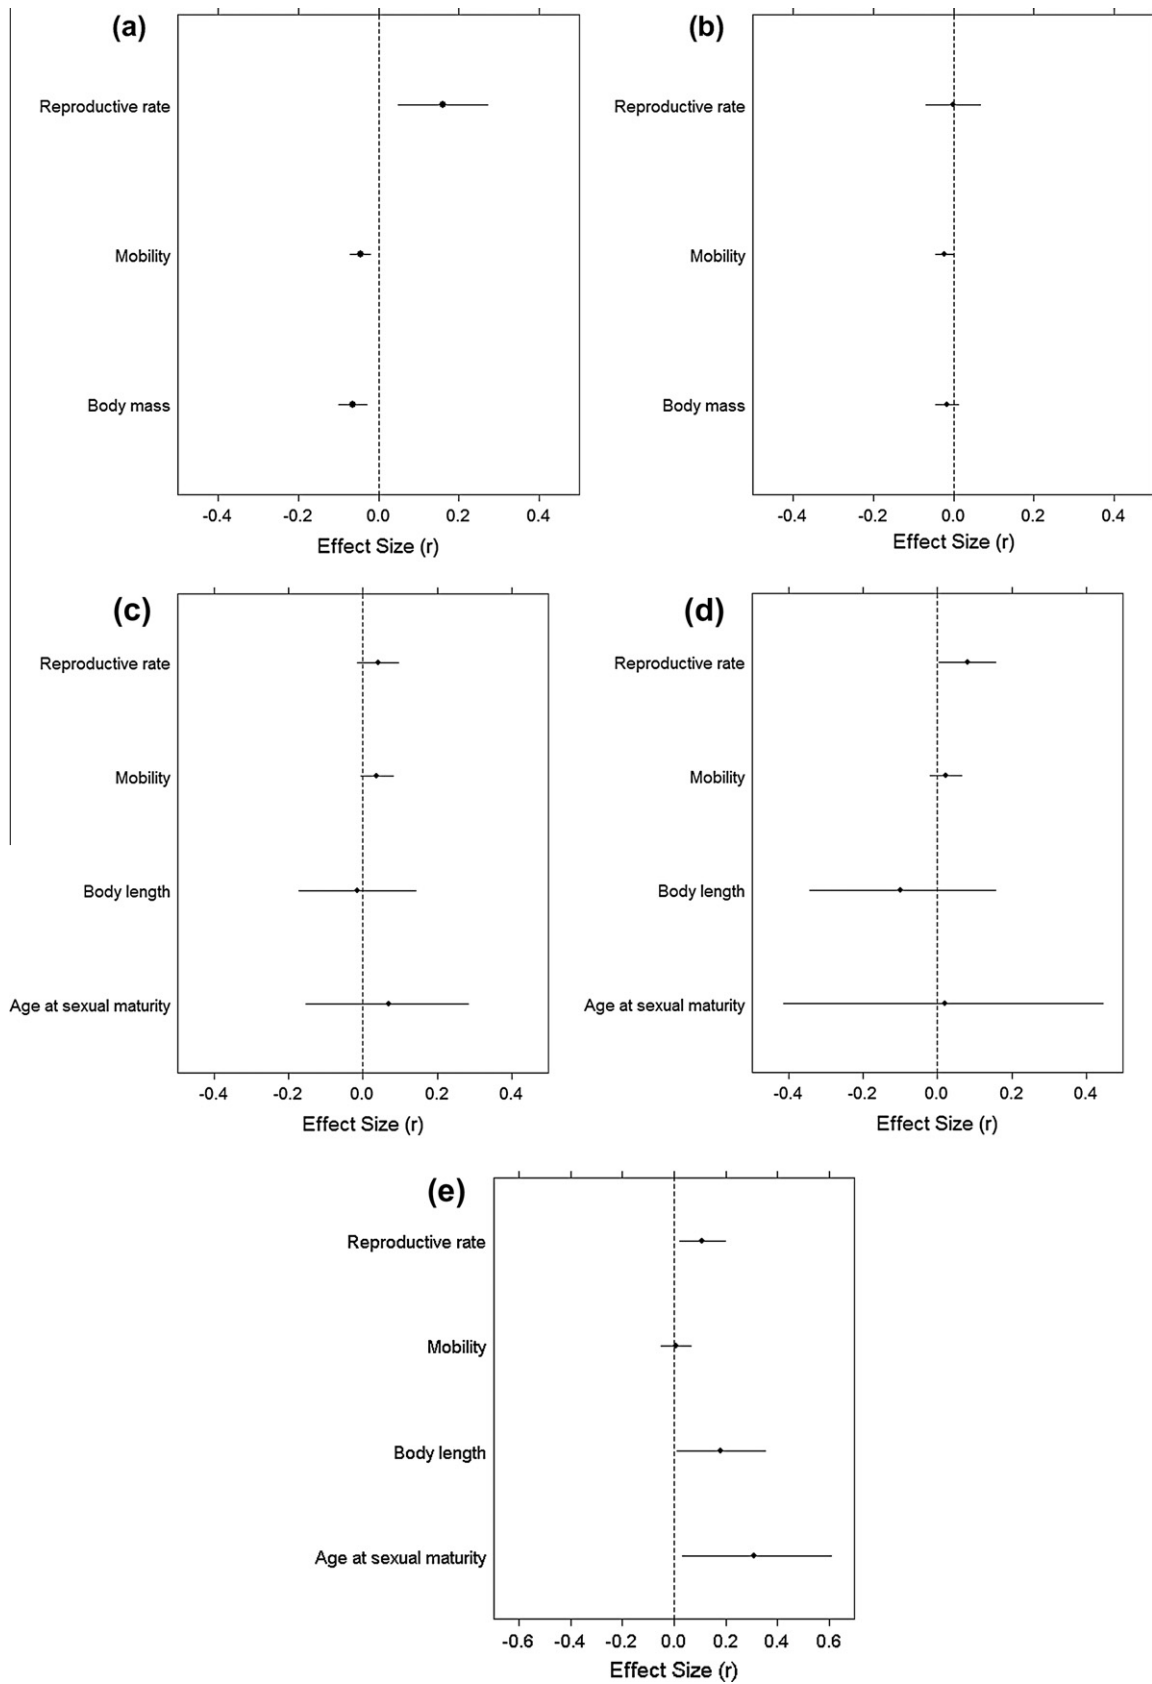 (a)
Reproductive rate
Mobility
Body mass
-0.4 -0.2 0.0 0.2 0.4
Effect Size (r)
(b)
Reproductive rate
Mobility
Body mass
-0.4 -0.2 0.0 0.2 0.4
Effect Size (r)
(c)
Reproductive rate
Mobility
Body length
Age at sexual maturity
-0.4 -0.2 0.0 0.2 0.4
Effect Size (r)
(d)
Reproductive rate
Mobility
Body length
Age at sexual maturity
-0.4 -0.2 0.0 0.2 0.4
Effect Size (r)
(e)
Reproductive rate
Mobility
Body length
Age at sexual maturity
-0.6 -0.4 -0.2 0.0 0.2 0.4 0.6
Effect Size (r)